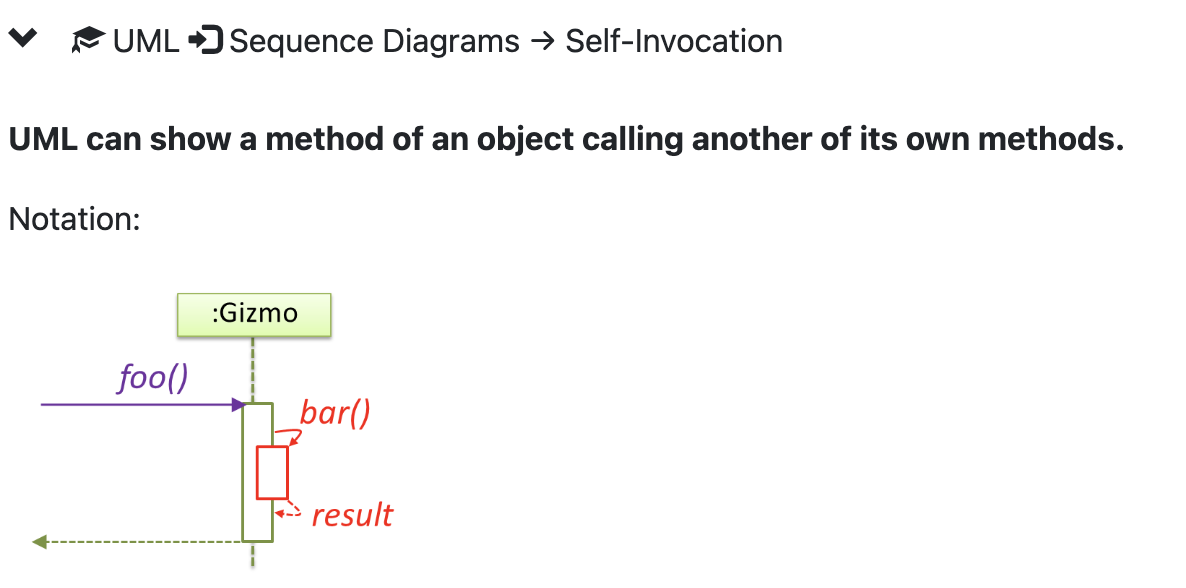 UML Sequence Diagrams → Self-Invocation
UML can show a method of an object calling another of its own methods.
Notation:
:Gizmo
foo()
bar()
result